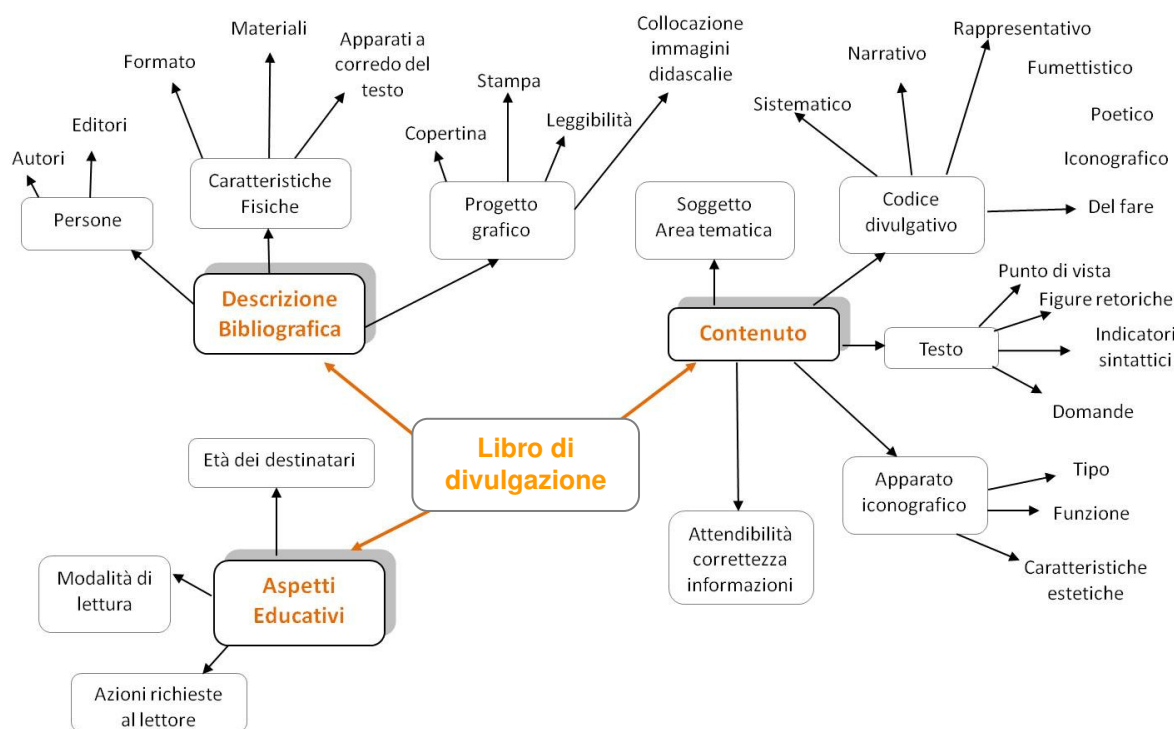 Materiali
Formato
Apparati a
corredo del
testo
Editori
Autori
Persone
Caratteristiche
Fisiche
Collocazione
immagini
didascalie
Stampa
Copertina
Leggibilità
Progetto
grafico
Descrizione
Bibliografica
Rappresentativo
Narrativo
Fumettistico
Sistematico
Poetico
Iconografico
Codice
divulgativo
Del fare
Soggetto
Area tematica
Punto di vista
Figure retoriche
Contenuto
Testo
Indicatori
sintattici
Domande
Libro di
divulgazione
Età dei destinatari
Apparato
iconografico
Tipo
Funzione
Caratteristiche
estetiche
Attendibilità
correttezza
informazioni
Modalità di
lettura
Aspetti
Educativi
Azioni richieste
al lettore